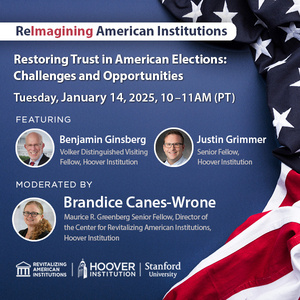 ReImagining American Institutions
Restoring Trust in American Elections:
Challenges and Opportunities
Tuesday, January 14, 2025, 10–11AM (PT)
FEATURING
Benjamin Ginsberg
Volker Distinguished Visiting
Fellow, Hoover Institution
Justin Grimmer
Senior Fellow,
Hoover Institution
MODERATED BY
Brandice Canes-Wrone
Maurice R. Greenberg Senior Fellow, Director of
the Center for Revitalizing American Institutions,
Hoover Institution
REVITALIZING
AMERICAN
INSTITUTIONS
HOOVER
INSTITUTION
Stanford
University